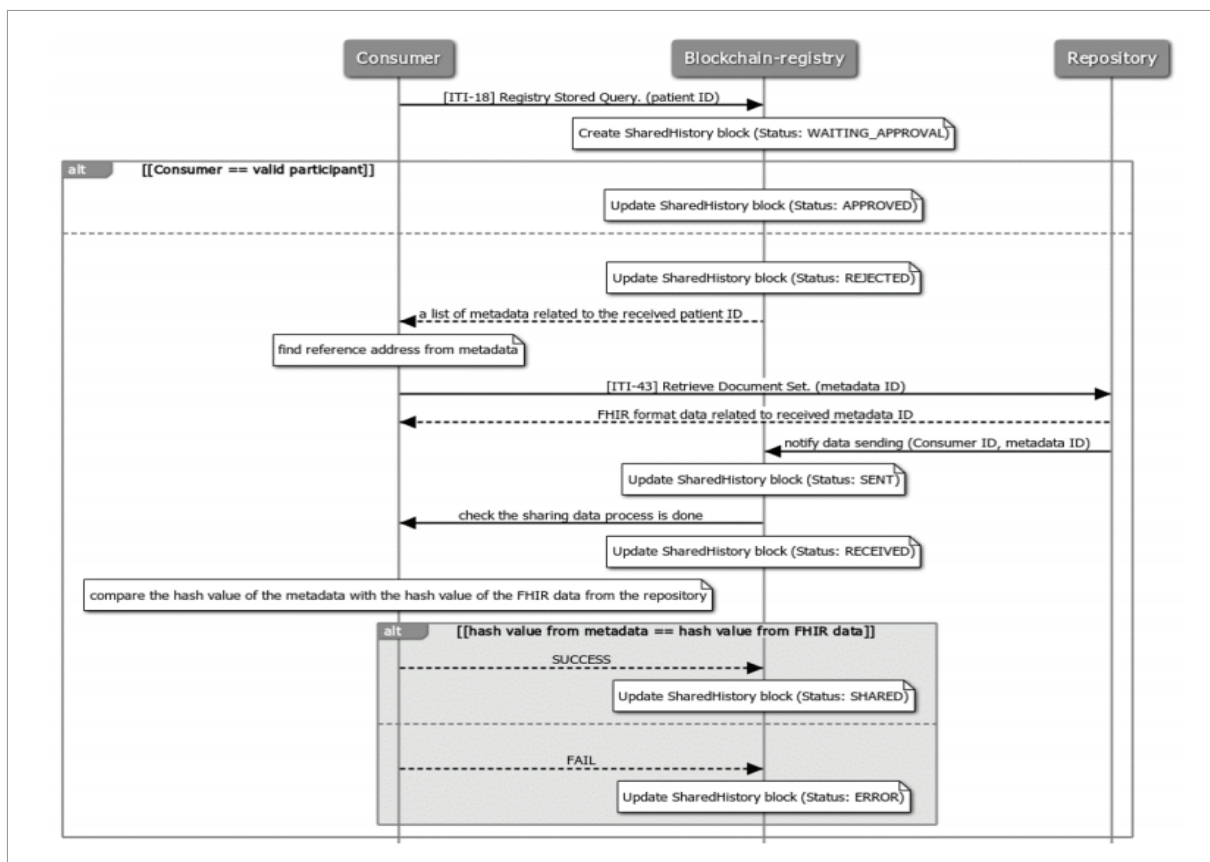 Consumer
Blockchain-registry
Repository
[ITI-18] Registry Stored Query. (patient ID)
Create SharedHistory block (Status: WAITING_APPROVAL)
alt
[[Consumer == valid participant]]
Update SharedHistory block (Status: APPROVED)
Update SharedHistory block (Status: REJECTED)
a list of metadata related to the received patient ID
find reference address from metadata
[ITI-43] Retrieve Document Set. (metadata ID)
FHIR format data related to received metadata ID
notify data sending (Consumer ID, metadata ID)
Update SharedHistory block (Status: SENT)
check the sharing data process is done
Update SharedHistory block (Status: RECEIVED)
compare the hash value of the metadata with the hash value of the FHIR data from the repository
alt
[[hash value from metadata == hash value from FHIR data]]
SUCCESS
Update SharedHistory block (Status: SHARED)
FAIL
Update SharedHistory block (Status: ERROR)